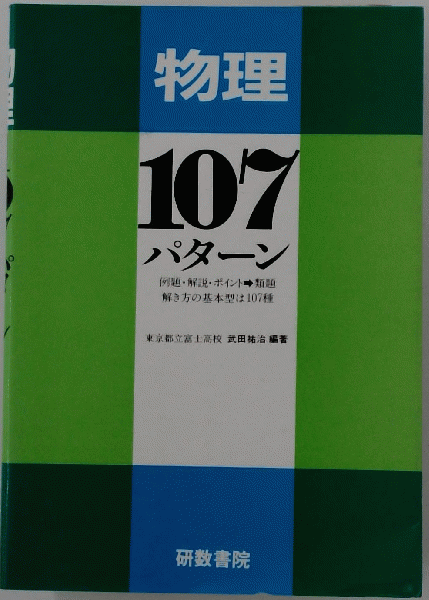 物理
107
パターン
例題・解説・ポイント➡類題
解き方の基本型は107種
東京都立富士高校 武田祐治 編著
研数書院
物理